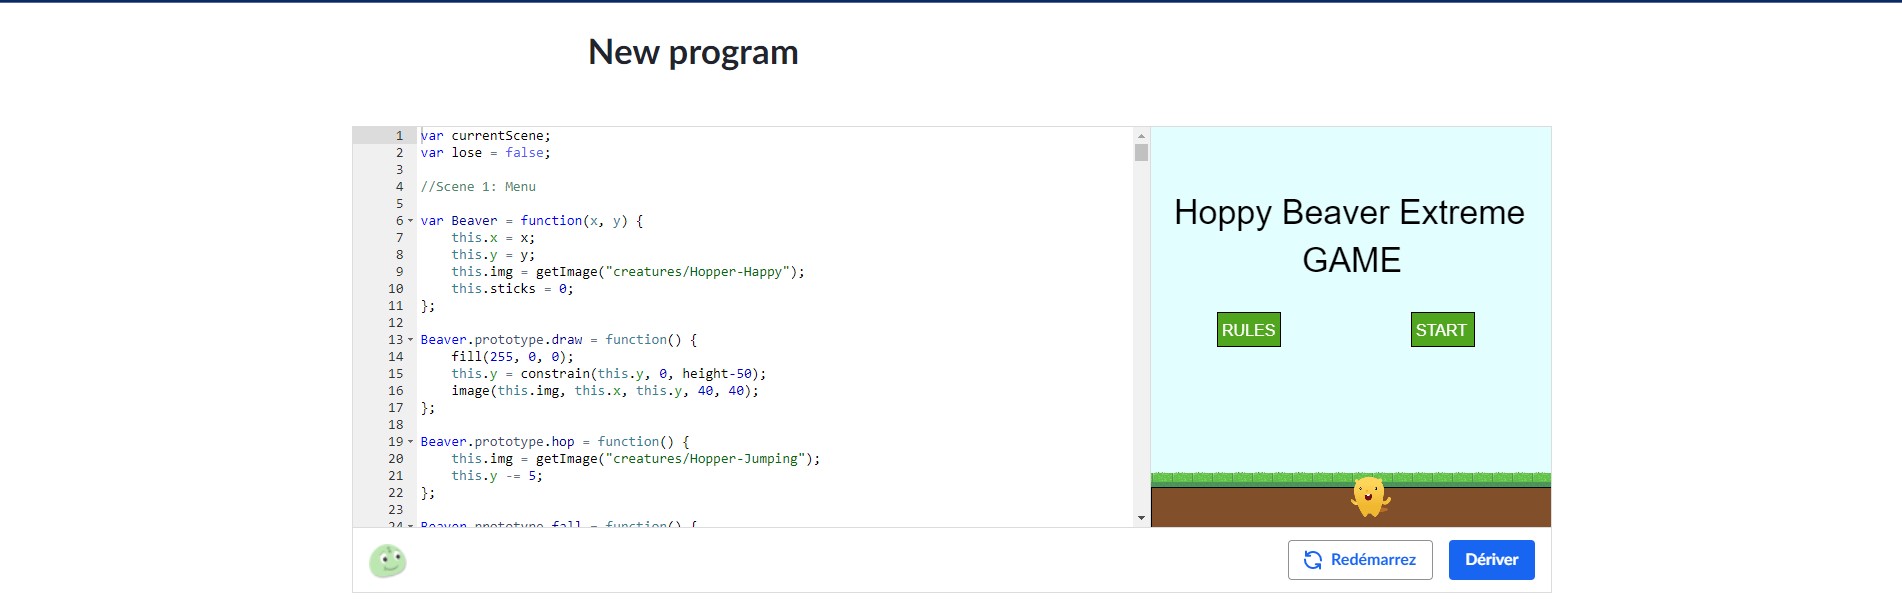 New program
1 var currentScene;
2 var lose = false;
3
4 //Scene 1: Menu
5
6 var Beaver = function(x, y) {
7 this.x = x;
8 this.y = y;
9 this.img = getImage("creatures/Hopper-Happy");
10 this.sticks = 0;
11 };
12
13 Beaver.prototype.draw = function() {
14 fill(255, 0, 0);
15 this.y = constrain(this.y, 0, height-50);
16 image(this.img, this.x, this.y, 40, 40);
17 };
18
19 Beaver.prototype.hop = function() {
20 this.img = getImage("creatures/Hopper-Jumping");
21 this.y -= 5;
22 };
23
24 Beaver.prototype.fall = function() {
Hoppy Beaver Extreme
GAME
RULES START
Redémarrez Dériver